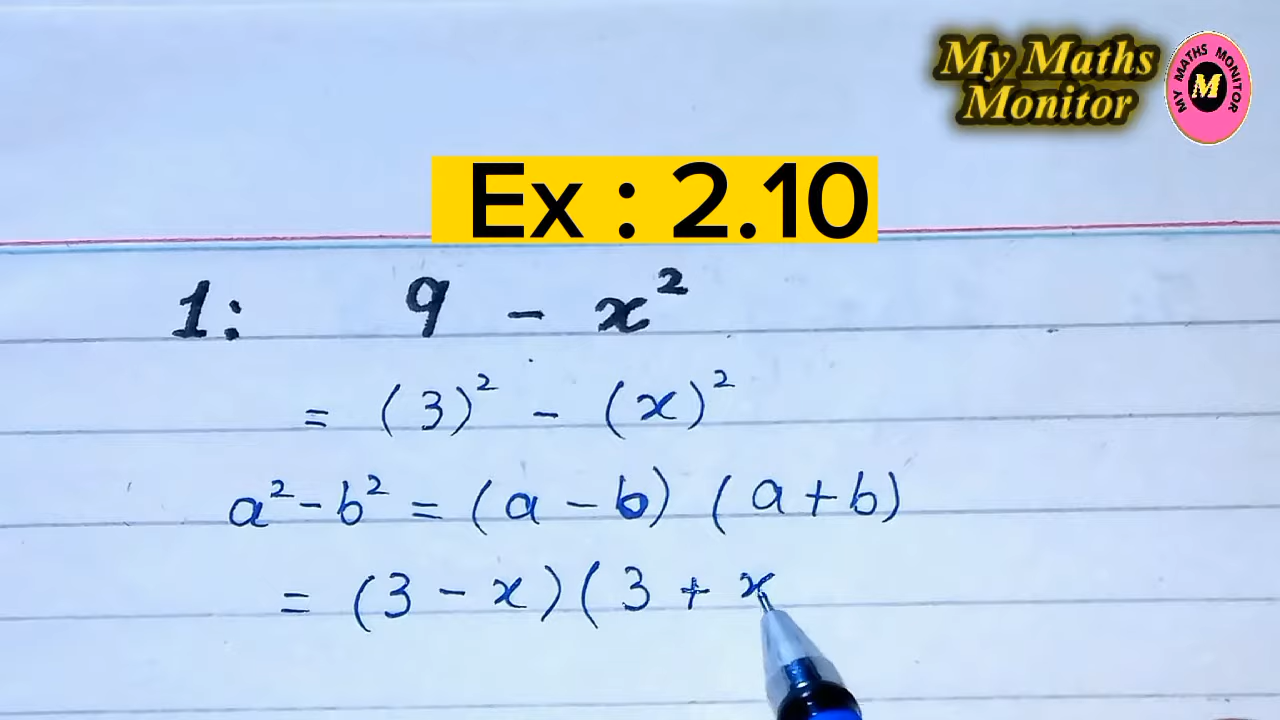 My Maths
Monitor
MY MATHS MONITOR
M
Ex : 2.10
1: 9 - x²
= (3)² - (x)²
a² - b² = (a - b) (a + b)
= (3 - x) (3 + x